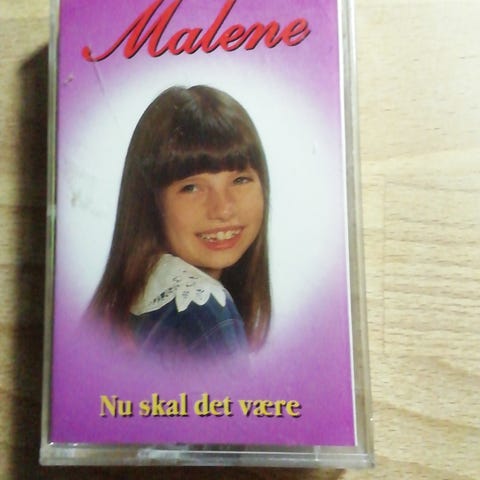 Malene
Nu skal det være